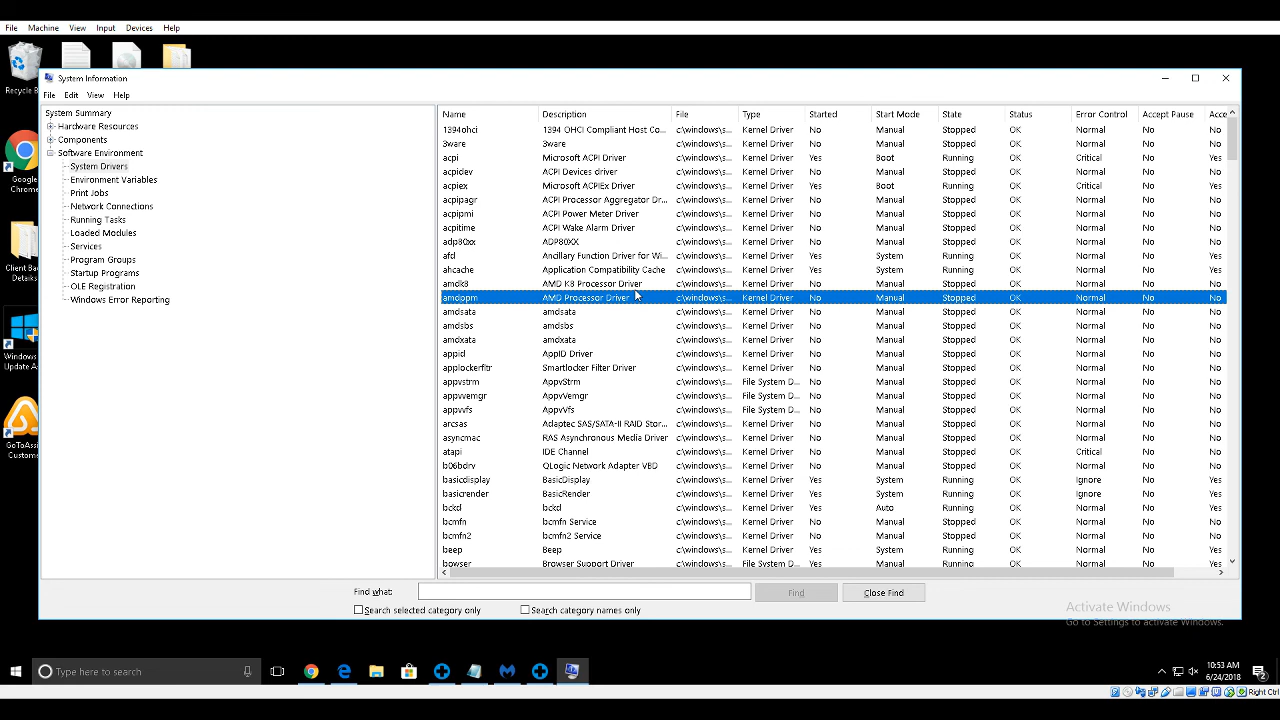 File Machine View Input Devices Help
Recycle B
Google
Chrome
Client Ba
Details
Windows
Update A
GoToAssi
Custome
System Information
File Edit View Help
System Summary
Hardware Resources
Components
Software Environment
System Drivers
Environment Variables
Print Jobs
Network Connections
Running Tasks
Loaded Modules
Services
Program Groups
Startup Programs
OLE Registration
Windows Error Reporting
Name Description File Type Started Start Mode State Status Error Control Accept Pause Acce
1394ohci 1394 OHCI Compliant Host Co... c:\windows\s... Kernel Driver No Manual Stopped OK Normal No No
3ware 3ware c:\windows\s... Kernel Driver No Manual Stopped OK Normal No No
acpi Microsoft ACPI Driver c:\windows\s... Kernel Driver Yes Boot Running OK Critical No Yes
acpidev ACPI Devices driver c:\windows\s... Kernel Driver No Manual Stopped OK Normal No No
acpiex Microsoft ACPIEx Driver c:\windows\s... Kernel Driver Yes Boot Running OK Critical No Yes
acpipagr ACPI Processor Aggregator Dr... c:\windows\s... Kernel Driver No Manual Stopped OK Normal No No
acpipmi ACPI Power Meter Driver c:\windows\s... Kernel Driver No Manual Stopped OK Normal No No
acpitime ACPI Wake Alarm Driver c:\windows\s... Kernel Driver No Manual Stopped OK Normal No No
adp80xx ADP80XX c:\windows\s... Kernel Driver No Manual Stopped OK Normal No No
afd Ancillary Function Driver for Wi... c:\windows\s... Kernel Driver Yes System Running OK Normal No Yes
ahcache Application Compatibility Cache c:\windows\s... Kernel Driver Yes System Running OK Normal No Yes
amdk8 AMD K8 Processor Driver c:\windows\s... Kernel Driver No Manual Stopped OK Normal No No
amdppm AMD Processor Driver c:\windows\s... Kernel Driver No Manual Stopped OK Normal No No
amdsata amdsata c:\windows\s... Kernel Driver No Manual Stopped OK Normal No No
amdsbs amdsbs c:\windows\s... Kernel Driver No Manual Stopped OK Normal No No
amdxata amdxata c:\windows\s... Kernel Driver No Manual Stopped OK Normal No No
appid AppID Driver c:\windows\s... Kernel Driver No Manual Stopped OK Normal No No
applockerfltr Smartlocker Filter Driver c:\windows\s... Kernel Driver No Manual Stopped OK Normal No No
appvstrm AppvStrm c:\windows\s... File System D... No Manual Stopped OK Normal No No
appvvemgr AppvVemgr c:\windows\s... File System D... No Manual Stopped OK Normal No No
appvvfs AppvVfs c:\windows\s... File System D... No Manual Stopped OK Normal No No
arcsas Adaptec SAS/SATA-II RAID Stor... c:\windows\s... Kernel Driver No Manual Stopped OK Normal No No
asyncmac RAS Asynchronous Media Driver c:\windows\s... Kernel Driver No Manual Stopped OK Normal No No
atapi IDE Channel c:\windows\s... Kernel Driver No Manual Stopped OK Critical No No
b06bdrv QLogic Network Adapter VBD c:\windows\s... Kernel Driver No Manual Stopped OK Normal No No
basicdisplay BasicDisplay c:\windows\s... Kernel Driver Yes System Running OK Ignore No Yes
basicrender BasicRender c:\windows\s... Kernel Driver Yes System Running OK Ignore No Yes
bckd bckd c:\windows\s... Kernel Driver Yes Auto Running OK Normal No Yes
bcmfn bcmfn Service c:\windows\s... Kernel Driver No Manual Stopped OK Normal No No
bcmfn2 bcmfn2 Service c:\windows\s... Kernel Driver No Manual Stopped OK Normal No No
beep Beep c:\windows\s... Kernel Driver Yes System Running OK Normal No Yes
bowser Browser Support Driver c:\windows\s... File System D... Yes Manual Running OK Normal No Yes
Find what: Find Close Find
Search selected category only Search category names only
Activate Windows
Go to Settings to activate Windows.
Type here to search
10:53 AM
6/24/2018
2
Right Ctrl